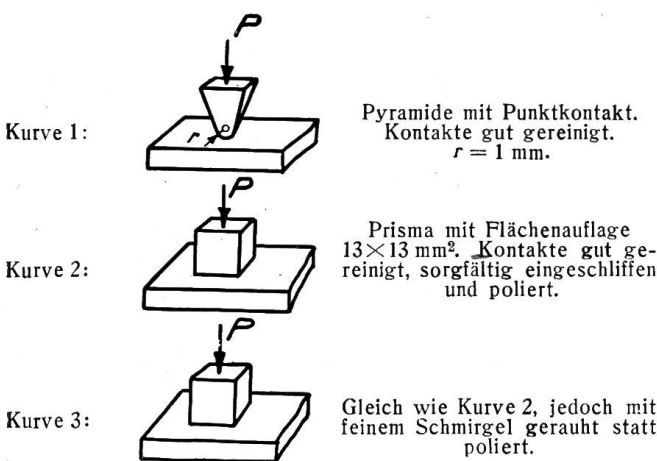 P
r
Kurve 1:
Pyramide mit Punktkontakt.
Kontakte gut gereinigt.
r = 1 mm.
P
Kurve 2:
Prisma mit Flächenauflage
13×13 mm². Kontakte gut ge-
reinigt, sorgfältig eingeschliffen
und poliert.
P
Kurve 3:
Gleich wie Kurve 2, jedoch mit
feinem Schmirgel gerauht statt
poliert.